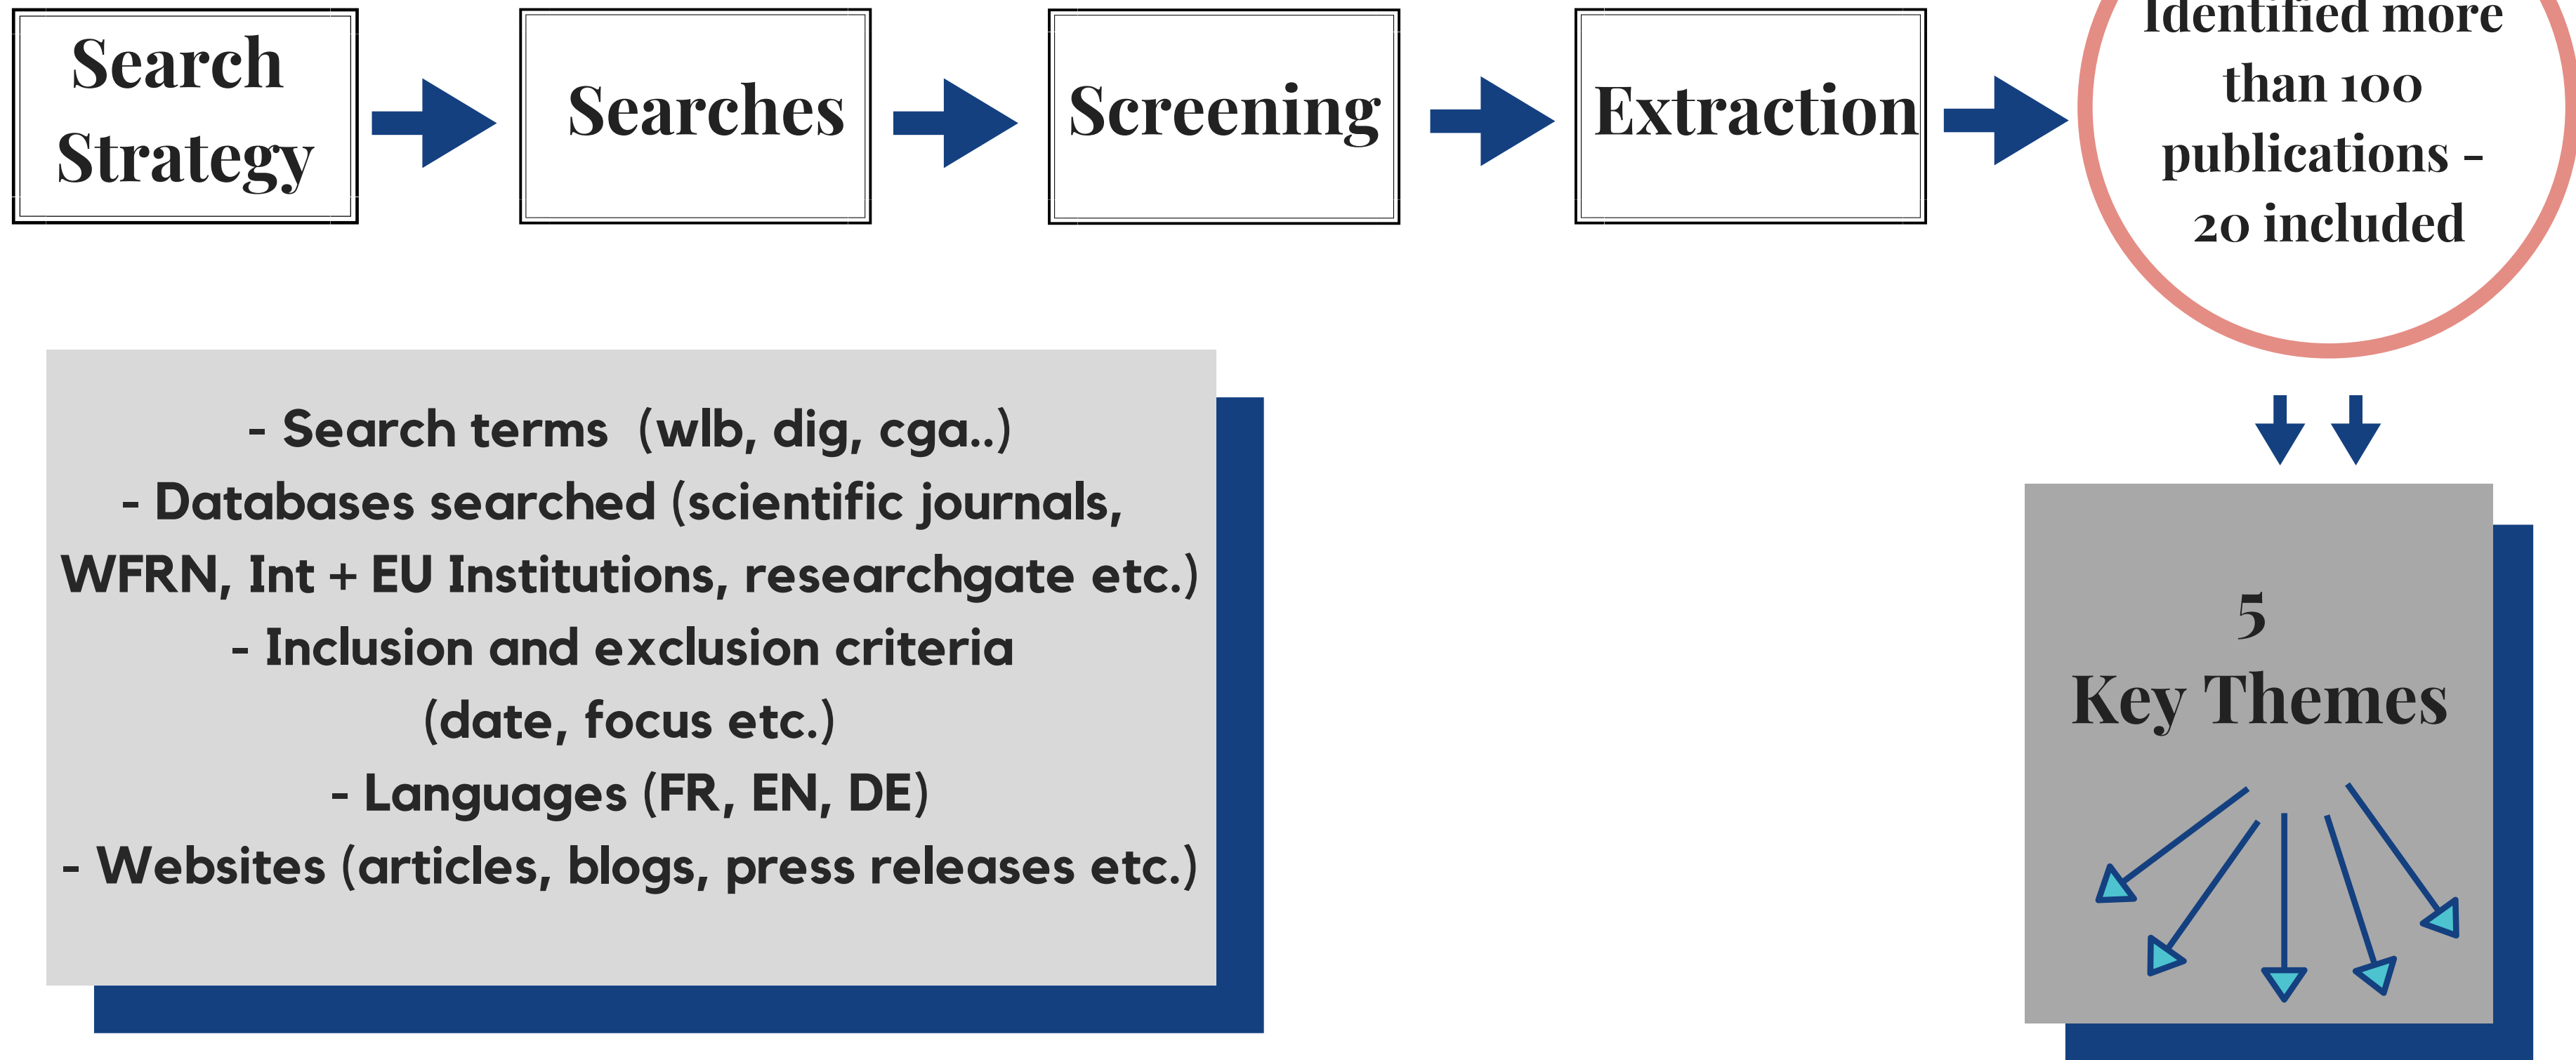 Search
Strategy
Searches
Screening
Extraction
Identified more
than 100
publications -
20 included
- Search terms (wlb, dig, cga..)
- Databases searched (scientific journals,
WFRN, Int + EU Institutions, researchgate etc.)
- Inclusion and exclusion criteria
(date, focus etc.)
- Languages (FR, EN, DE)
- Websites (articles, blogs, press releases etc.)
5
Key Themes